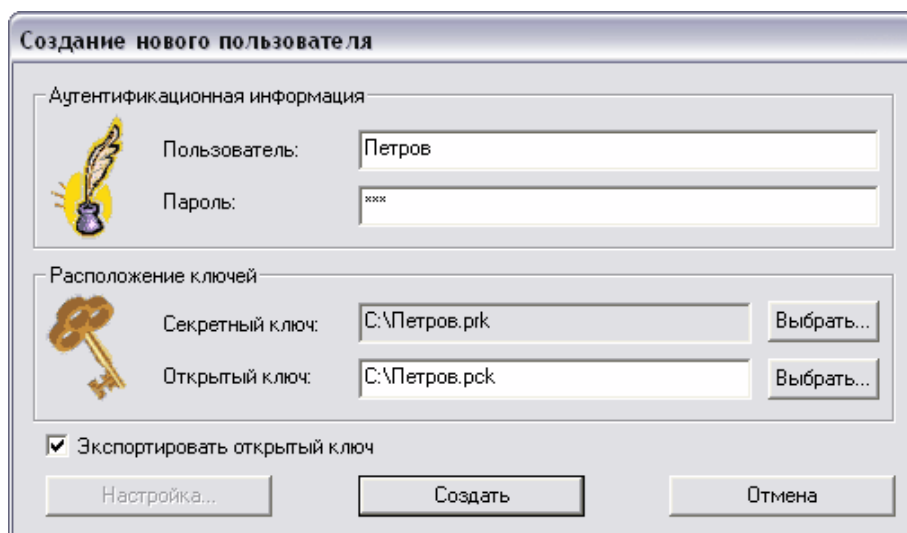 Создание нового пользователя
Аутентификационная информация
Пользователь: Петров
Пароль: ***
Расположение ключей
Секретный ключ: C:\Петров.prk Выбрать...
Открытый ключ: C:\Петров.pck Выбрать...
Экспортировать открытый ключ
Настройка... Создать Отмена